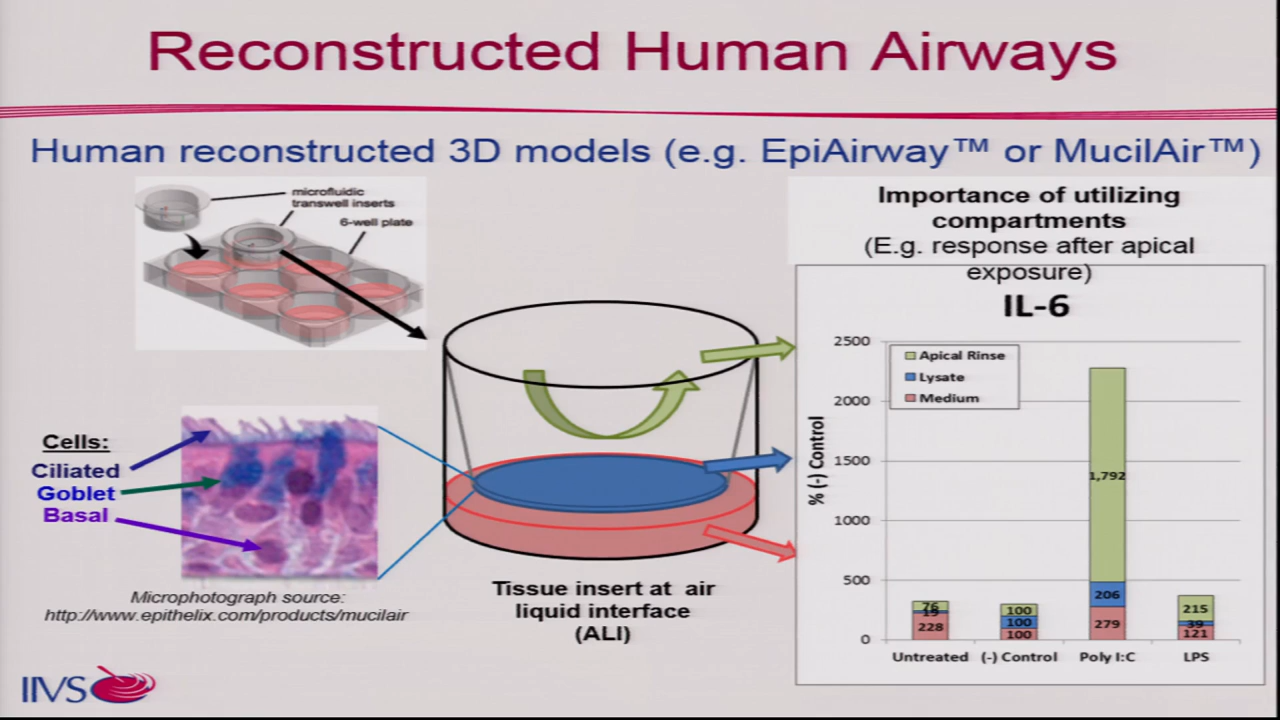 Reconstructed Human Airways
Human reconstructed 3D models (e.g. EpiAirway™ or MucilAir™)
microfluidic
transwell inserts
6-well plate
Cells:
Ciliated
Goblet
Basal
Microphotograph source:
http://www.epithelix.com/products/mucilair
Tissue insert at air
liquid interface
(ALI)
Importance of utilizing
compartments
(E.g. response after apical
exposure)
IL-6
% (-) Control
2500
2000
1500
1000
500
0
Apical Rinse
Lysate
Medium
76
19
228
100
100
100
1,792
206
279
215
39
121
Untreated
(-) Control
Poly I:C
LPS
IIVS